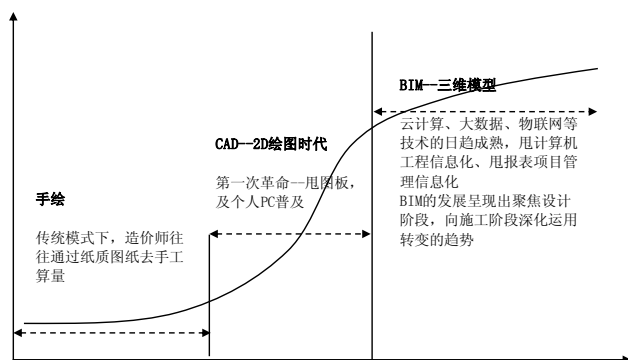 手绘
传统模式下，造价师往
往通过纸质图纸去手工
算量
CAD--2D绘图时代
第一次革命--甩图板，
及个人PC普及
BIM--三维模型
云计算、大数据、物联网等
技术的日趋成熟，甩计算机
工程信息化、甩报表项目管
理信息化
BIM的发展呈现出聚焦设计
阶段，向施工阶段深化运用
转变的趋势